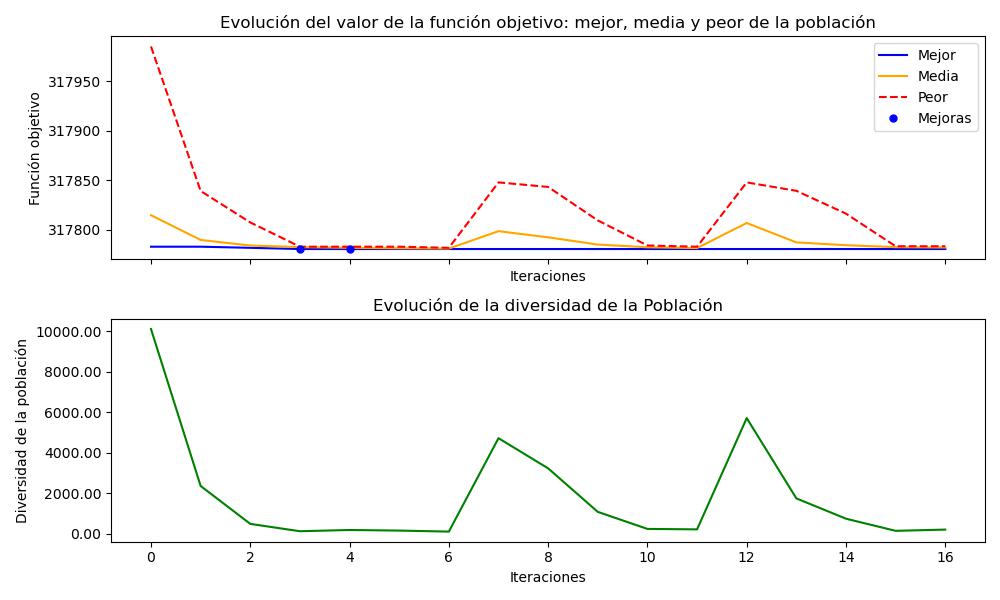 Evolución del valor de la función objetivo: mejor, media y peor de la población
Función objetivo
317950
317900
317850
317800
Mejor
Media
Peor
Mejoras
Iteraciones
Evolución de la diversidad de la Población
Diversidad de la población
10000.00
8000.00
6000.00
4000.00
2000.00
0.00
0 2 4 6 8 10 12 14 16
Iteraciones